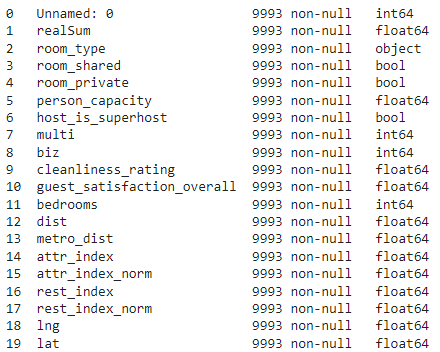 0 Unnamed: 0 9993 non-null int64
1 realSum 9993 non-null float64
2 room_type 9993 non-null object
3 room_shared 9993 non-null bool
4 room_private 9993 non-null bool
5 person_capacity 9993 non-null float64
6 host_is_superhost 9993 non-null bool
7 multi 9993 non-null int64
8 biz 9993 non-null int64
9 cleanliness_rating 9993 non-null float64
10 guest_satisfaction_overall 9993 non-null float64
11 bedrooms 9993 non-null int64
12 dist 9993 non-null float64
13 metro_dist 9993 non-null float64
14 attr_index 9993 non-null float64
15 attr_index_norm 9993 non-null float64
16 rest_index 9993 non-null float64
17 rest_index_norm 9993 non-null float64
18 lng 9993 non-null float64
19 lat 9993 non-null float64